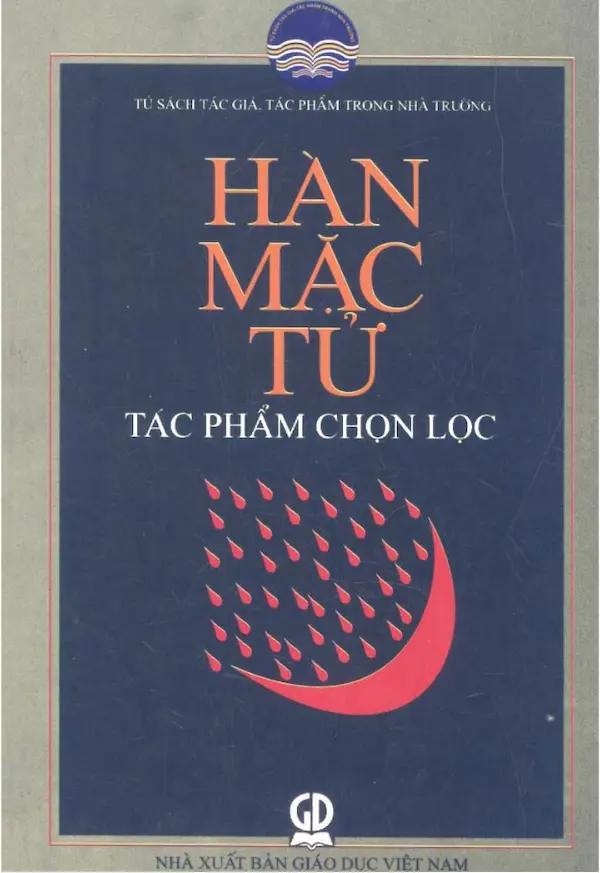 TỦ SÁCH TÁC GIẢ, TÁC PHẨM TRONG NHÀ TRƯỜNG
HÀN
MẶC
TỬ
TÁC PHẨM CHỌN LỌC
GD
NHÀ XUẤT BẢN GIÁO DỤC VIỆT NAM